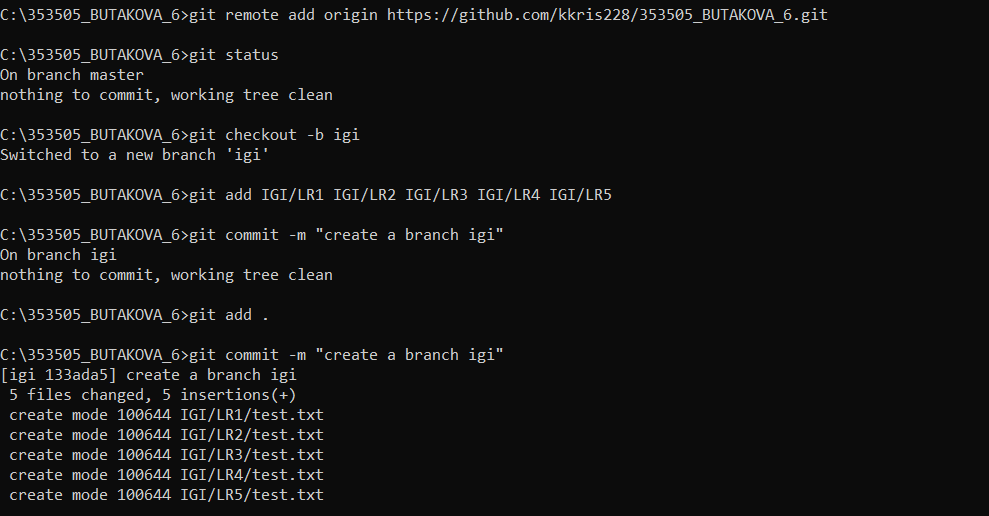 C:\353505_BUTAKOVA_6>git remote add origin https://github.com/kkris228/353505_BUTAKOVA_6.git
C:\353505_BUTAKOVA_6>git status
On branch master
nothing to commit, working tree clean
C:\353505_BUTAKOVA_6>git checkout -b igi
Switched to a new branch 'igi'
C:\353505_BUTAKOVA_6>git add IGI/LR1 IGI/LR2 IGI/LR3 IGI/LR4 IGI/LR5
C:\353505_BUTAKOVA_6>git commit -m "create a branch igi"
On branch igi
nothing to commit, working tree clean
C:\353505_BUTAKOVA_6>git add .
C:\353505_BUTAKOVA_6>git commit -m "create a branch igi"
[igi 133ada5] create a branch igi
 5 files changed, 5 insertions(+)
 create mode 100644 IGI/LR1/test.txt
 create mode 100644 IGI/LR2/test.txt
 create mode 100644 IGI/LR3/test.txt
 create mode 100644 IGI/LR4/test.txt
 create mode 100644 IGI/LR5/test.txt